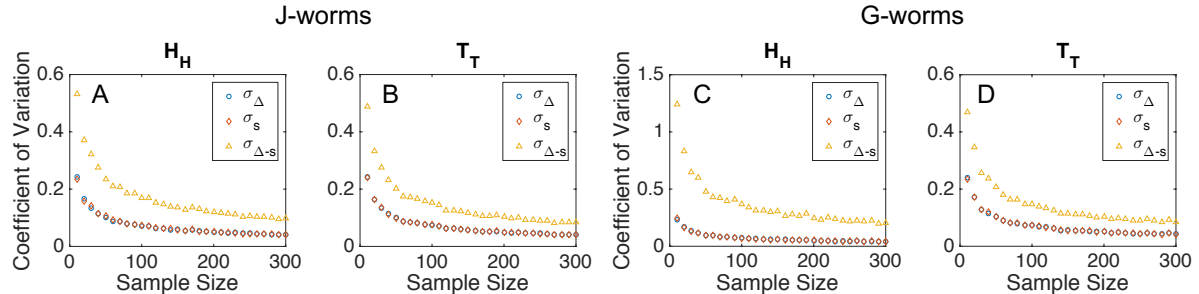 J-worms
G-worms
H_H
T_T
H_H
T_T
Coefficient of Variation
0.6
0.4
0.2
0
A
σ_Δ
σ_s
σ_Δ-s
0
100
200
300
Sample Size
0.6
0.4
0.2
0
B
σ_Δ
σ_s
σ_Δ-s
0
100
200
300
Sample Size
Coefficient of Variation
1.5
1
0.5
0
C
σ_Δ
σ_s
σ_Δ-s
0
100
200
300
Sample Size
0.6
0.4
0.2
0
D
σ_Δ
σ_s
σ_Δ-s
0
100
200
300
Sample Size